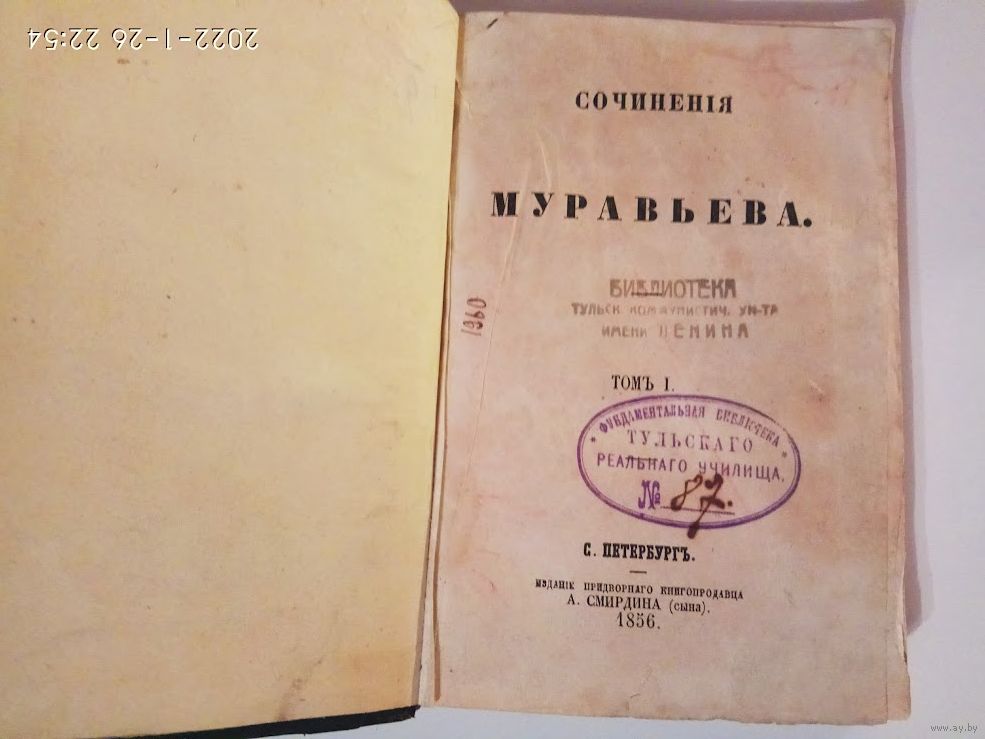 2022-1-26 22:54
СОЧИНЕНІЯ
МУРАВЬЕВА.
БИБЛИОТЕКА
ТУЛЬСК КОММУНИСТИЧ. УН-ТА
ИМЕНИ ЛЕНИНА
1960
ТОМЪ I.
ФУНДАМЕНТАЛЬНАЯ БИБЛІОТЕКА
ТУЛЬСКАГО
РЕАЛЬНАГО УЧИЛИЩА.
№ 87.
С. ПЕТЕРБУРГЪ.
ИЗДАНІЕ ПРИДВОРНАГО КНИГОПРОДАВЦА
А. СМИРДИНА (сына).
1856.
www.ay.by